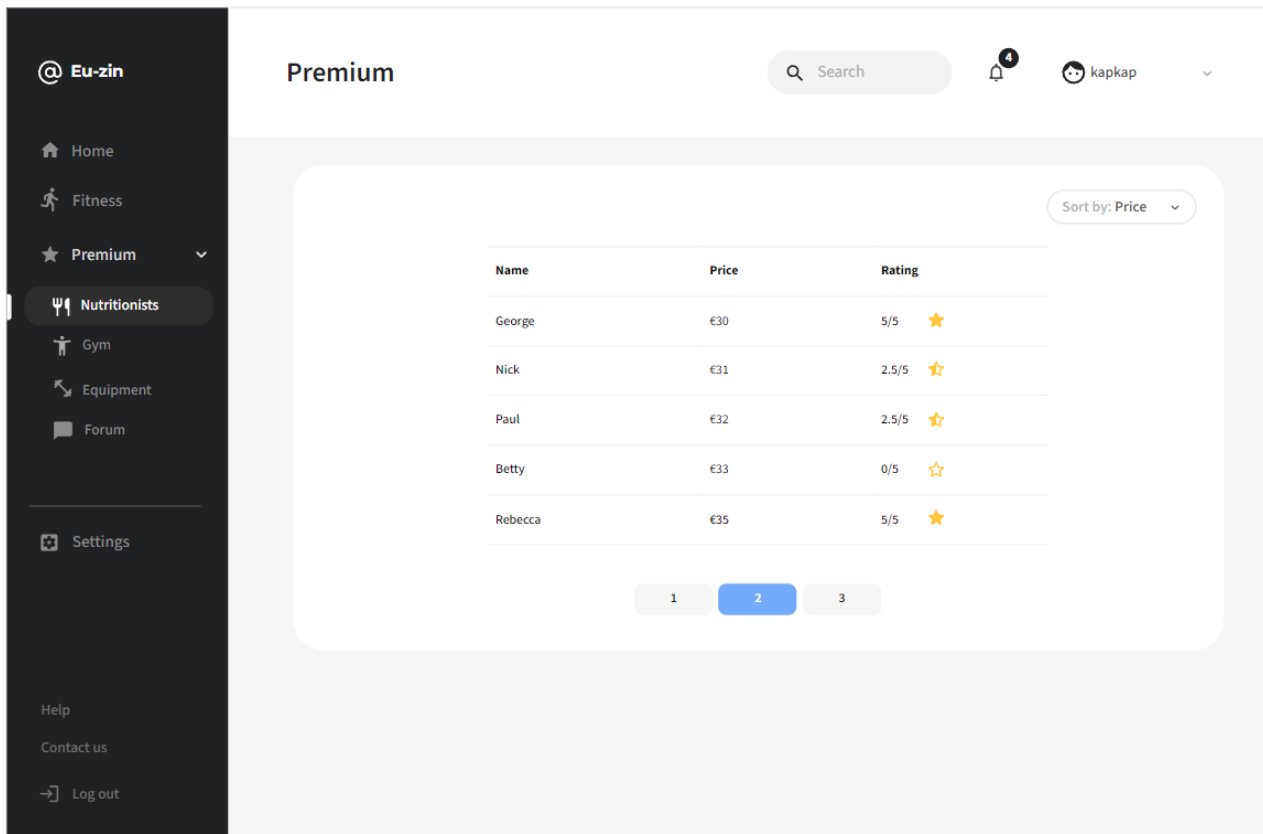 @ Eu-zin
Home
Fitness
Premium
Nutritionists
Gym
Equipment
Forum
Settings
Help
Contact us
Log out
Premium
Search
4
kapkap
Sort by: Price
Name Price Rating
George €30 5/5
Nick €31 2.5/5
Paul €32 2.5/5
Betty €33 0/5
Rebecca €35 5/5
1 2 3